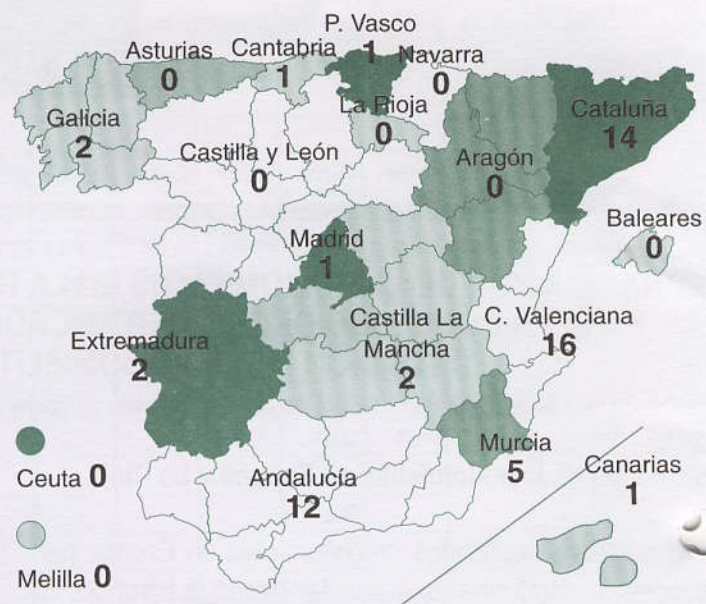 P. Vasco
1
Asturias
0
Cantabria
1
Navarra
0
Galicia
2
La Rioja
0
Cataluña
14
Castilla y León
0
Aragón
0
Baleares
0
Madrid
1
Extremadura
2
Castilla La
Mancha
2
C. Valenciana
16
Murcia
5
Ceuta 0
Andalucía
12
Canarias
1
Melilla 0